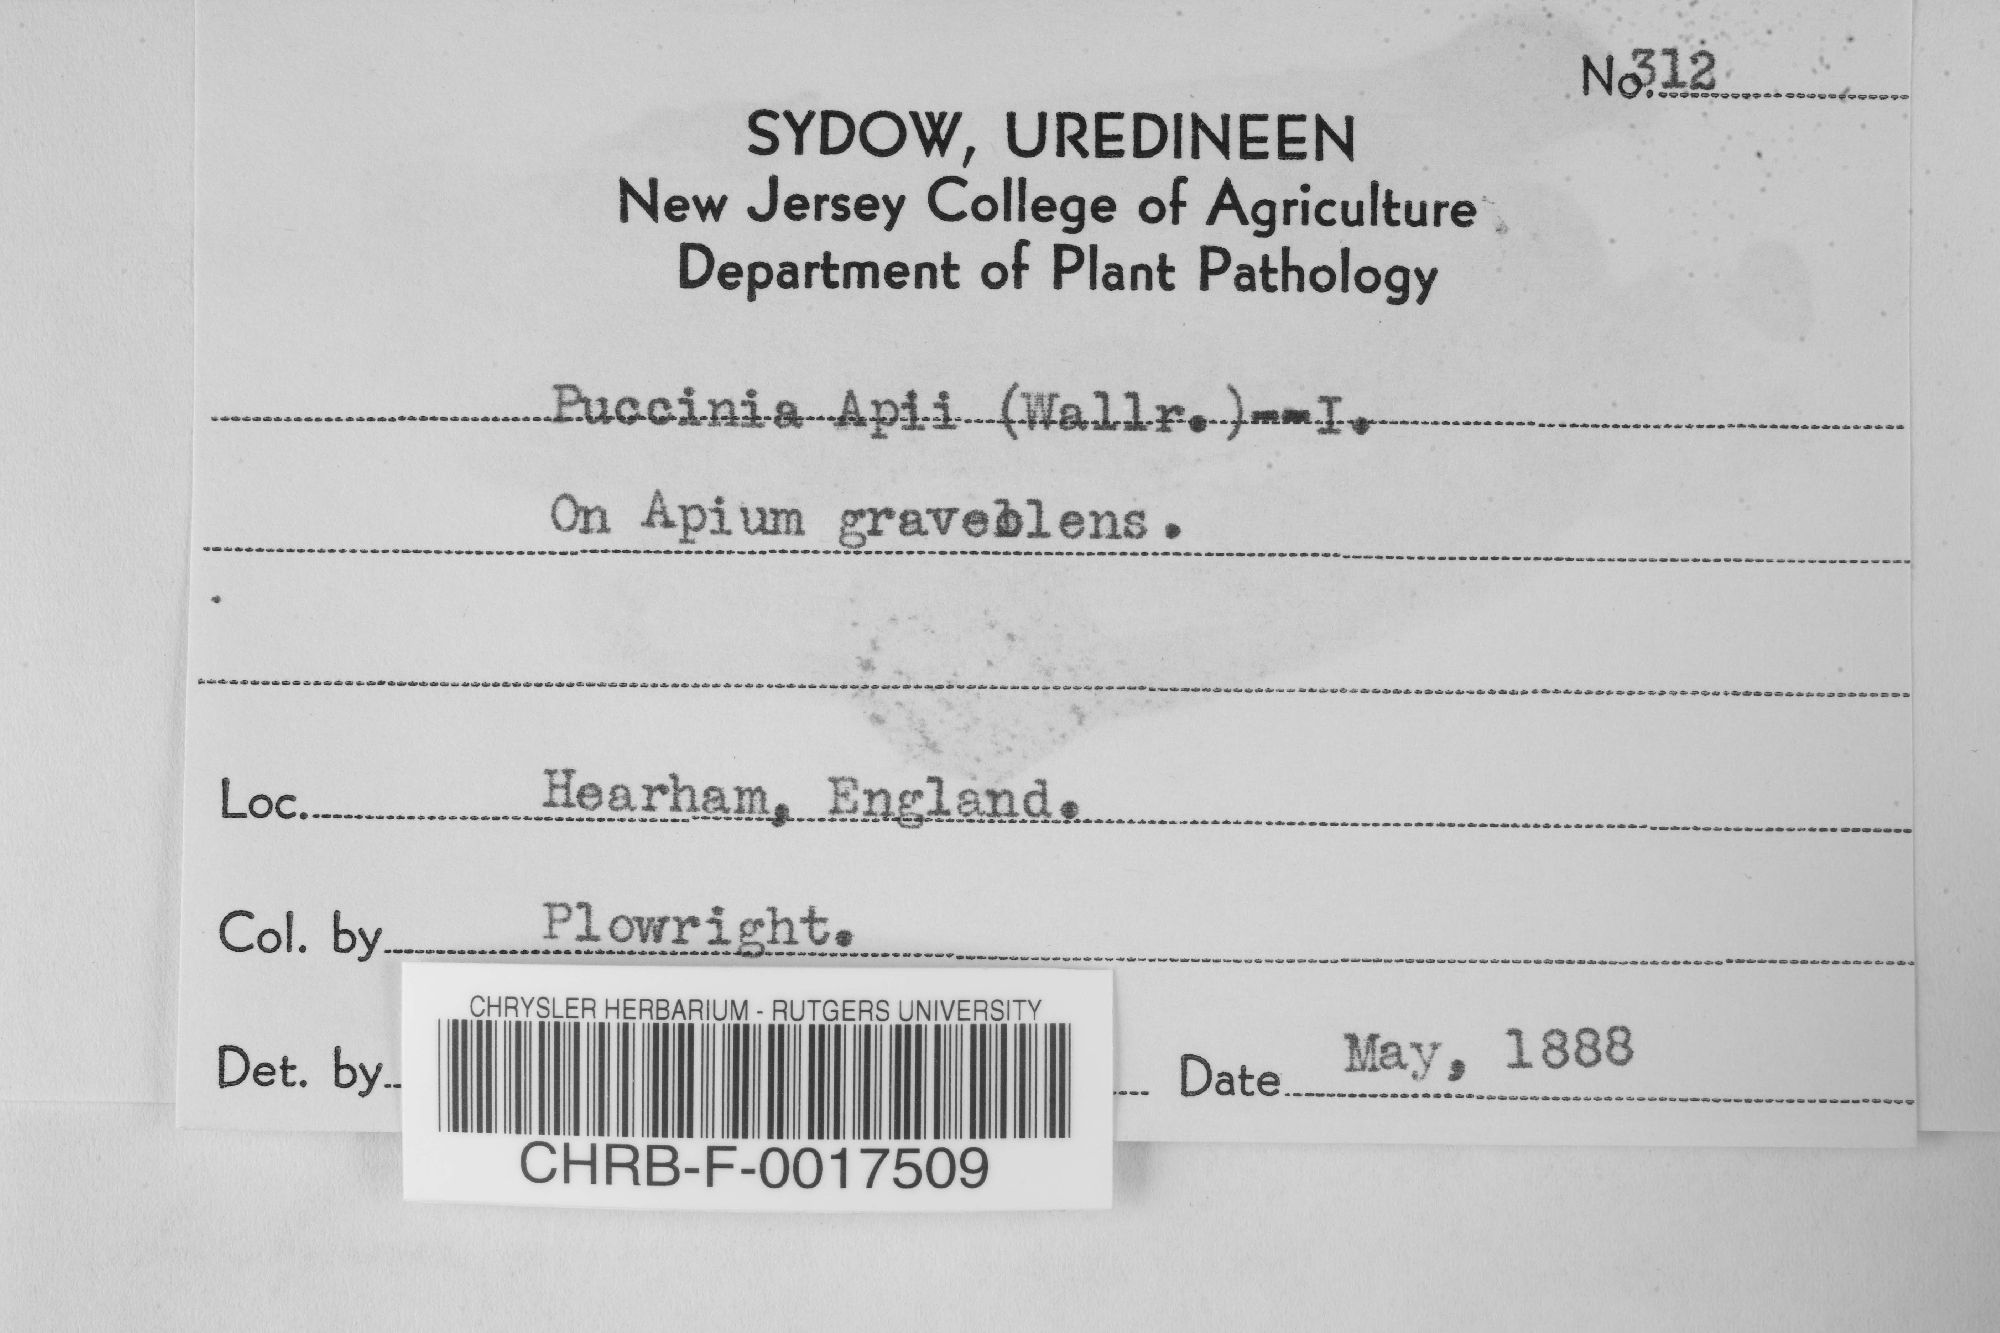 No. 312
SYDOW, UREDINEEN
New Jersey College of Agriculture
Department of Plant Pathology
Puccinia Apii (Wallr.)--I.
On Apium graveolens.
Loc. Hearham, England.
Col. by Plowright.
CHRYSLER HERBARIUM - RUTGERS UNIVERSITY
Det. by Date May, 1888
CHRB-F-0017509